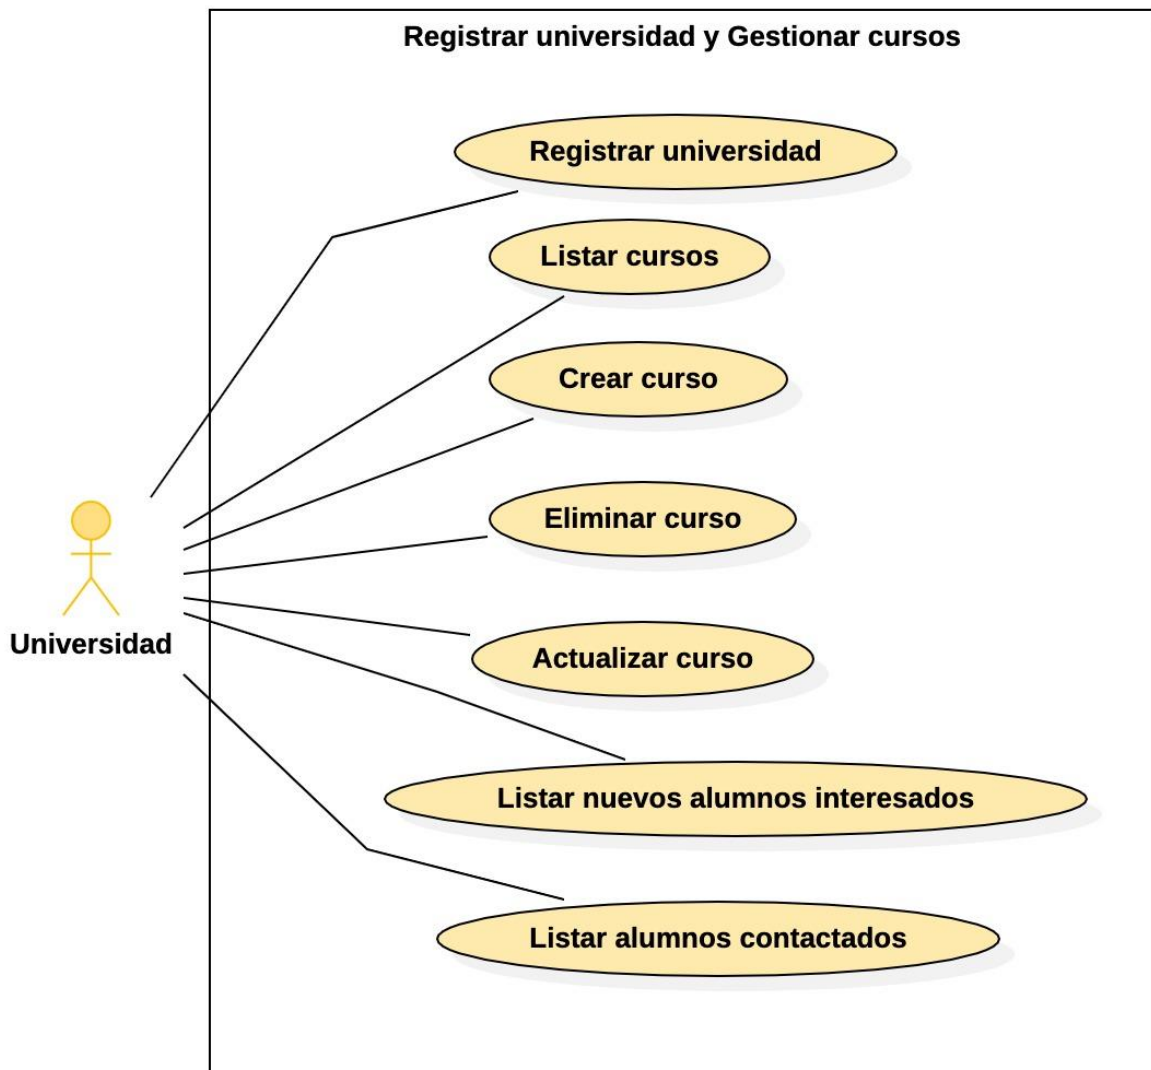 Registrar universidad y Gestionar cursos
Registrar universidad
Listar cursos
Crear curso
Eliminar curso
Universidad
Actualizar curso
Listar nuevos alumnos interesados
Listar alumnos contactados